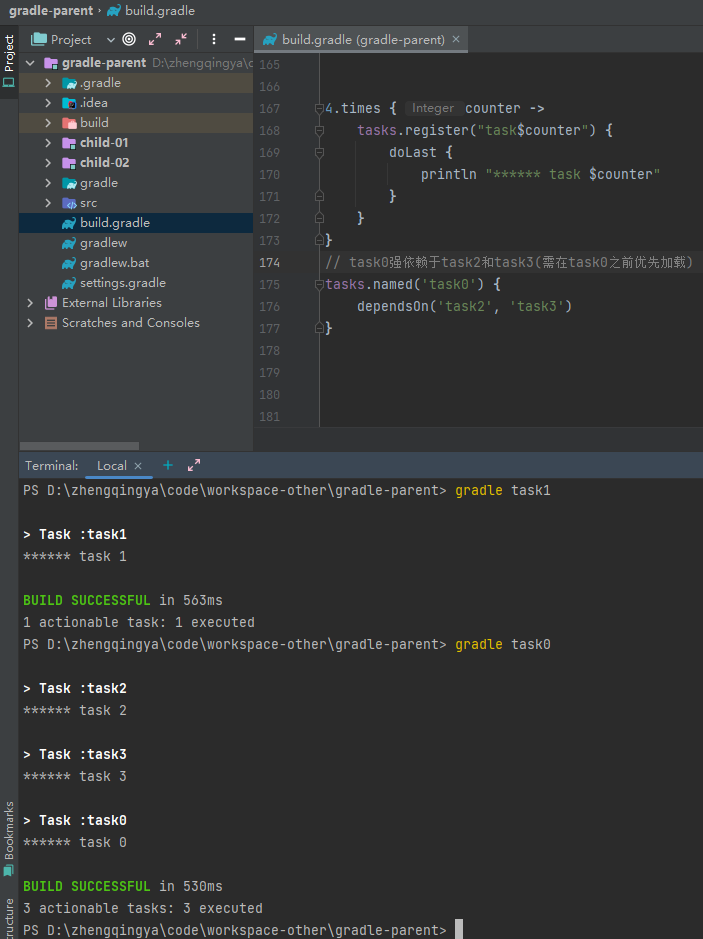 gradle-parent › build.gradle
Project
Project
build.gradle (gradle-parent) ×
gradle-parent D:\zhengqingya\c
.gradle
.idea
build
child-01
child-02
gradle
src
build.gradle
gradlew
gradlew.bat
settings.gradle
External Libraries
Scratches and Consoles
165
166
167 4.times { Integer counter ->
168 tasks.register("task$counter") {
169 doLast {
170 println "****** task $counter"
171 }
172 }
173 }
174 // task0强依赖于task2和task3(需在task0之前优先加载)
175 tasks.named('task0') {
176 dependsOn('task2', 'task3')
177 }
178
179
180
181
Terminal: Local × +
PS D:\zhengqingya\code\workspace-other\gradle-parent> gradle task1
> Task :task1
****** task 1
BUILD SUCCESSFUL in 563ms
1 actionable task: 1 executed
PS D:\zhengqingya\code\workspace-other\gradle-parent> gradle task0
> Task :task2
****** task 2
> Task :task3
****** task 3
> Task :task0
****** task 0
BUILD SUCCESSFUL in 530ms
3 actionable tasks: 3 executed
PS D:\zhengqingya\code\workspace-other\gradle-parent>
Bookmarks
ructure